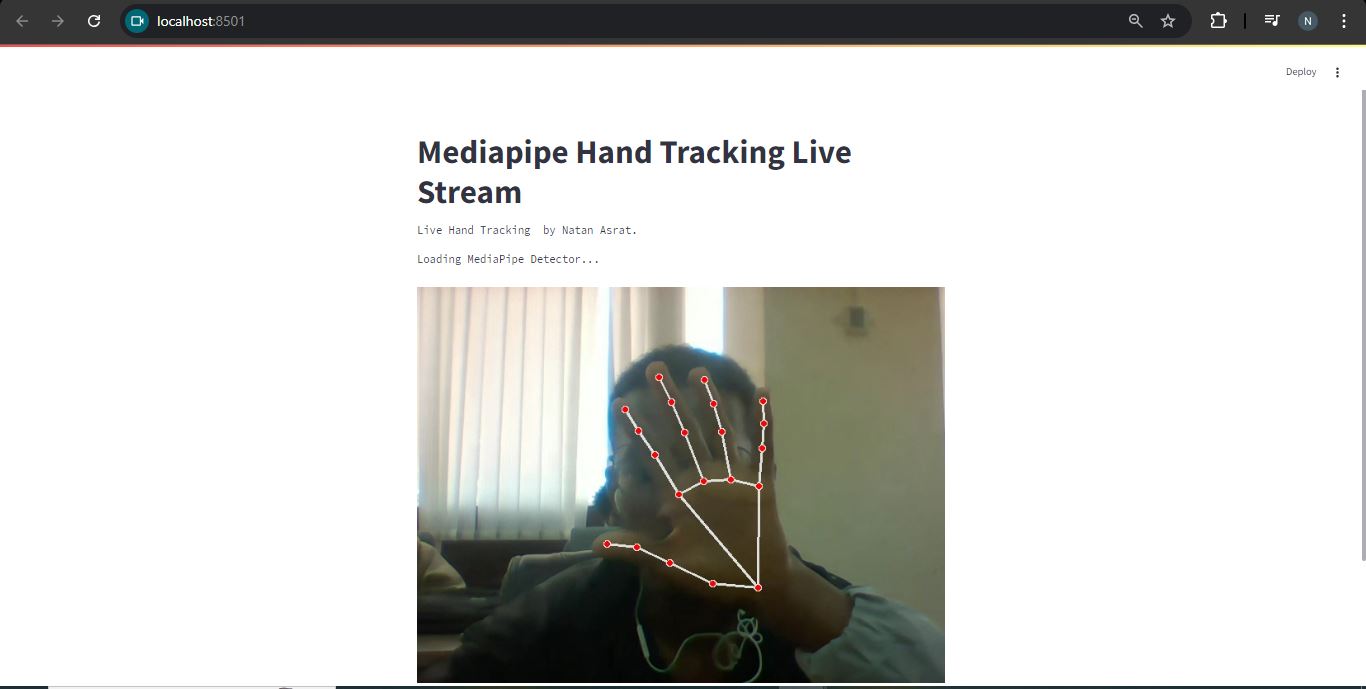 localhost:8501
N
Deploy
Mediapipe Hand Tracking Live
Stream
Live Hand Tracking  by Natan Asrat.
Loading MediaPipe Detector...